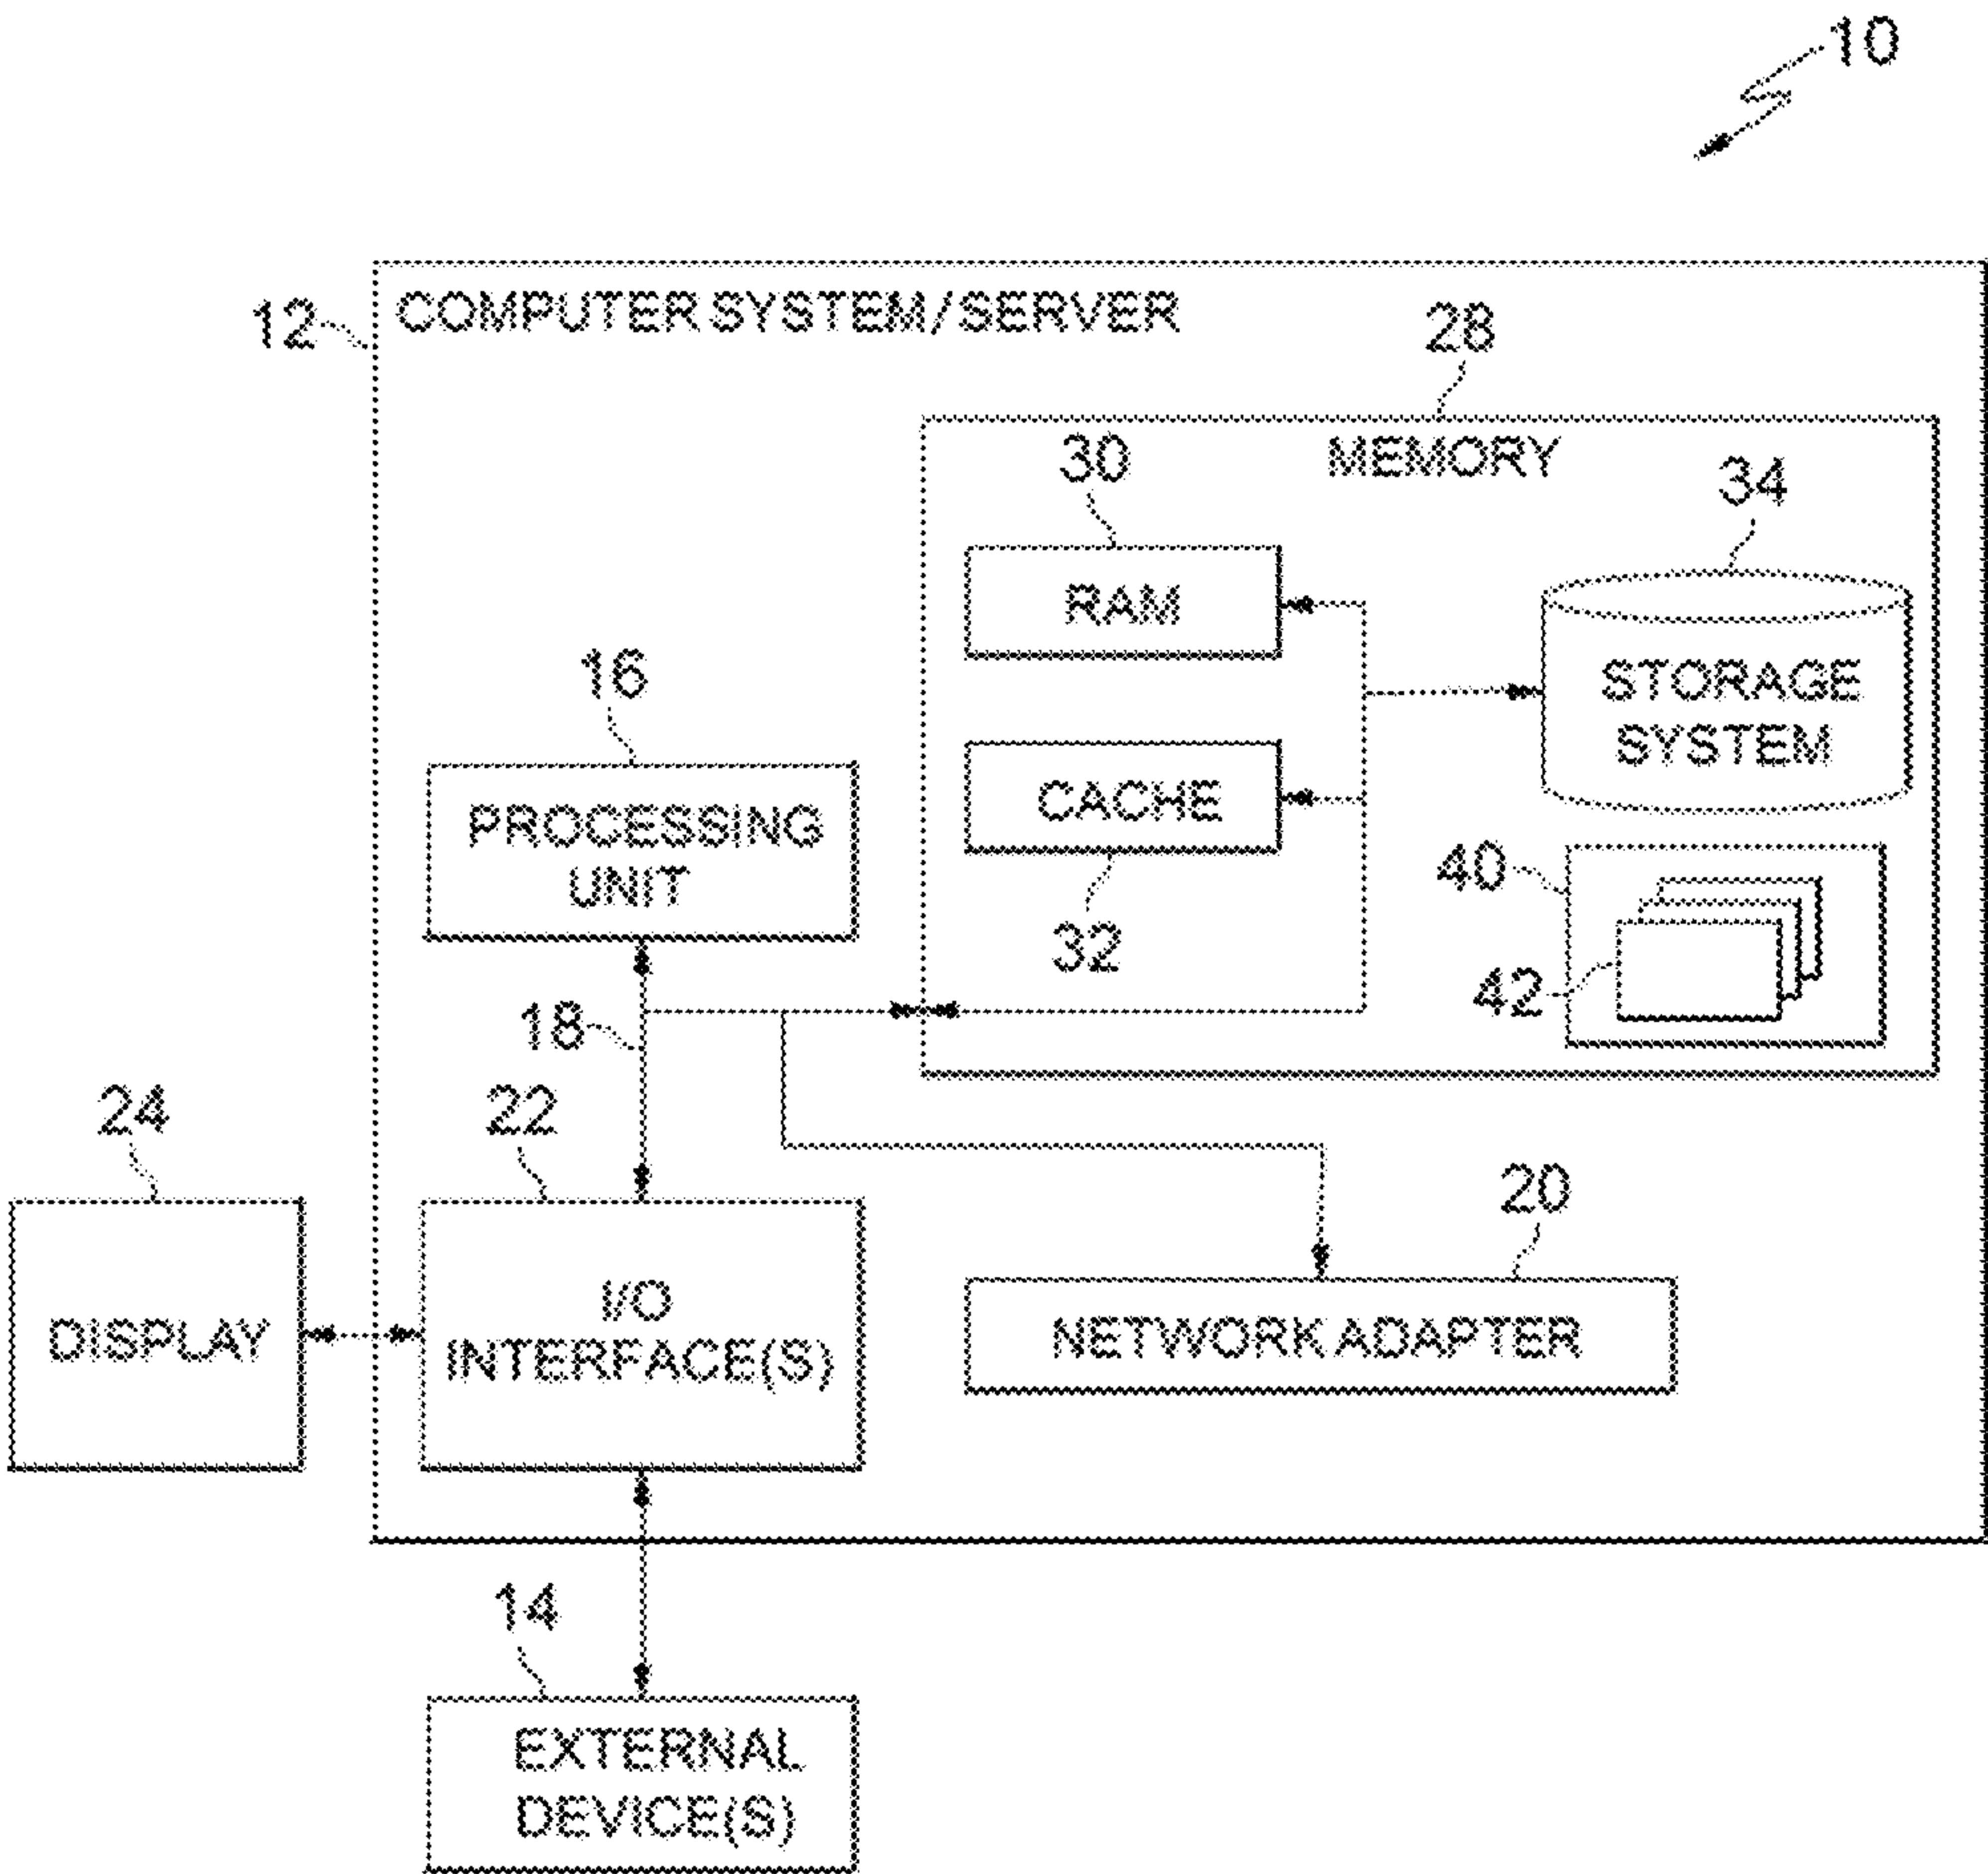 10
12
COMPUTER SYSTEM/SERVER
28
MEMORY
30
34
RAM
STORAGE
SYSTEM
16
CACHE
PROCESSING
UNIT
40
32
42
18
24
22
20
I/O
INTERFACE(S)
DISPLAY
NETWORK ADAPTER
14
EXTERNAL
DEVICE(S)